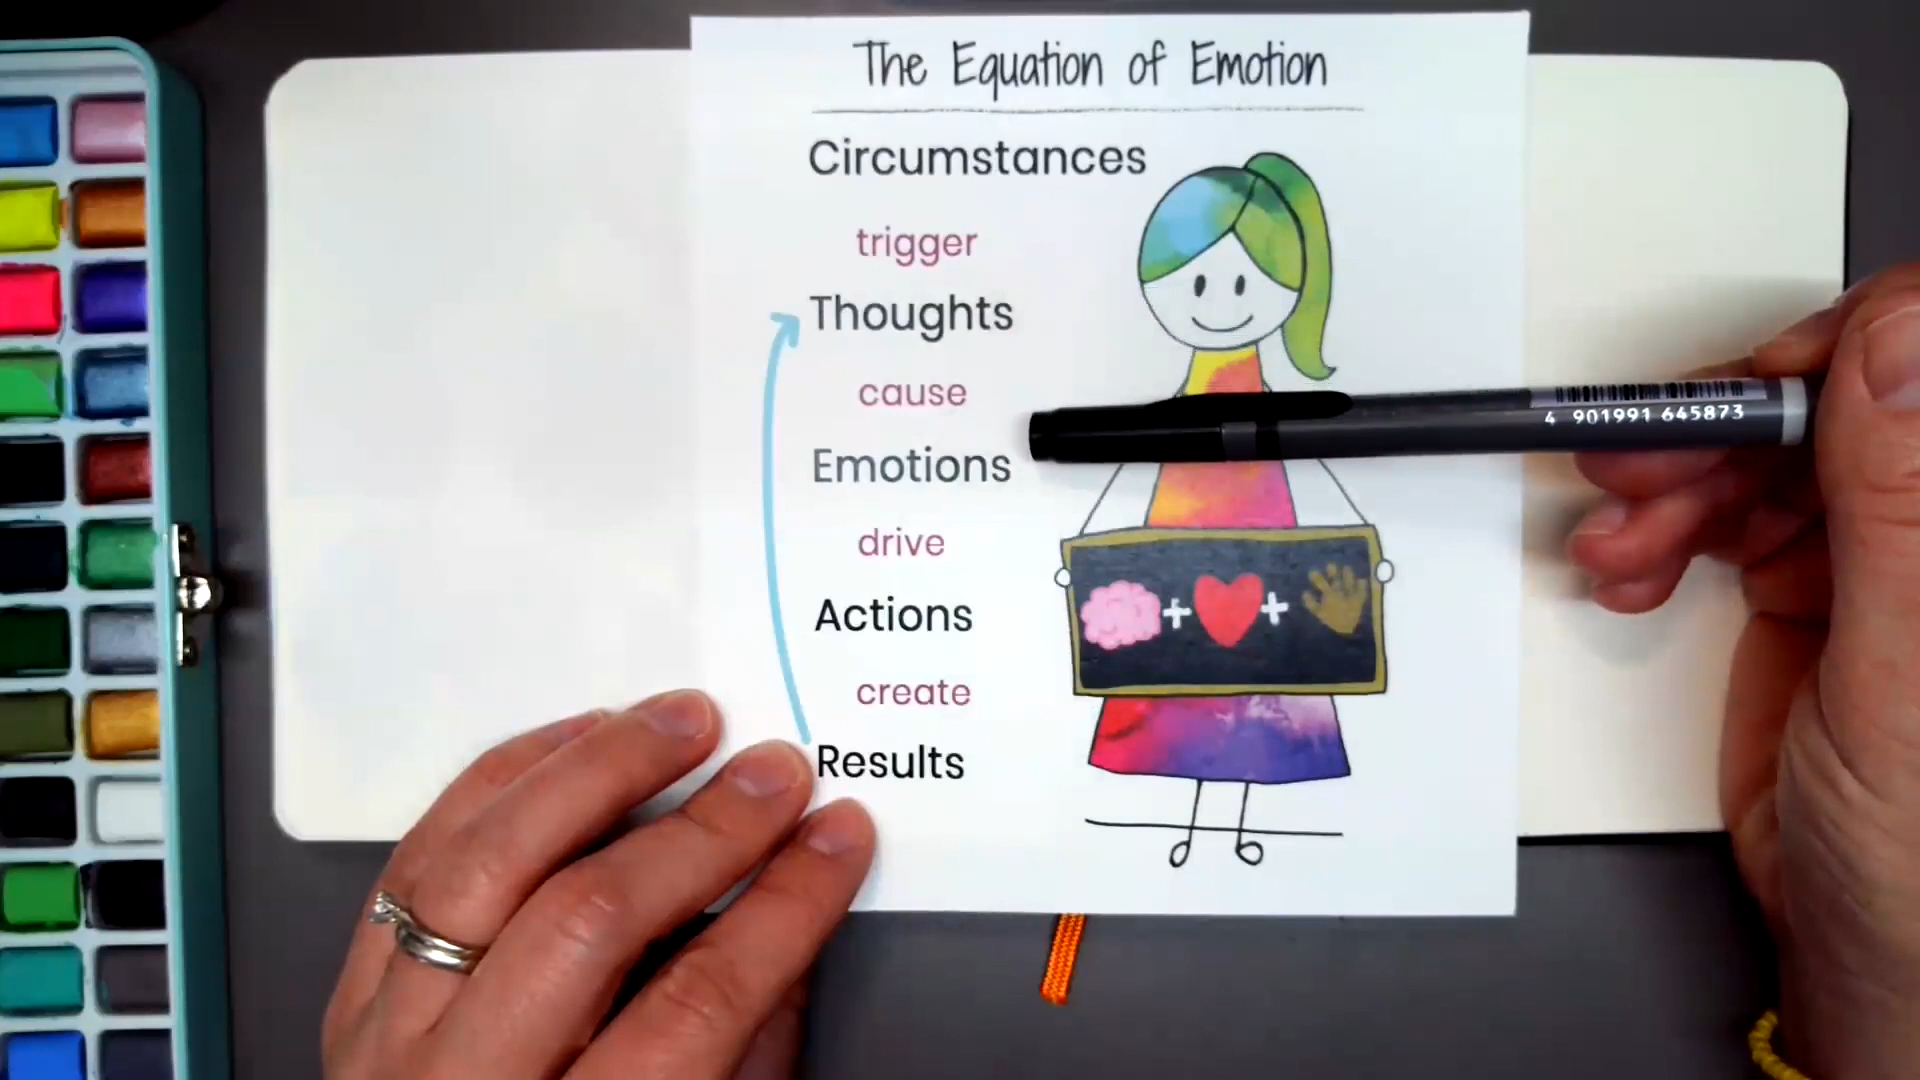 The Equation of Emotion
Circumstances
trigger
Thoughts
cause
Emotions
drive
Actions
create
Results
4 901991 645873